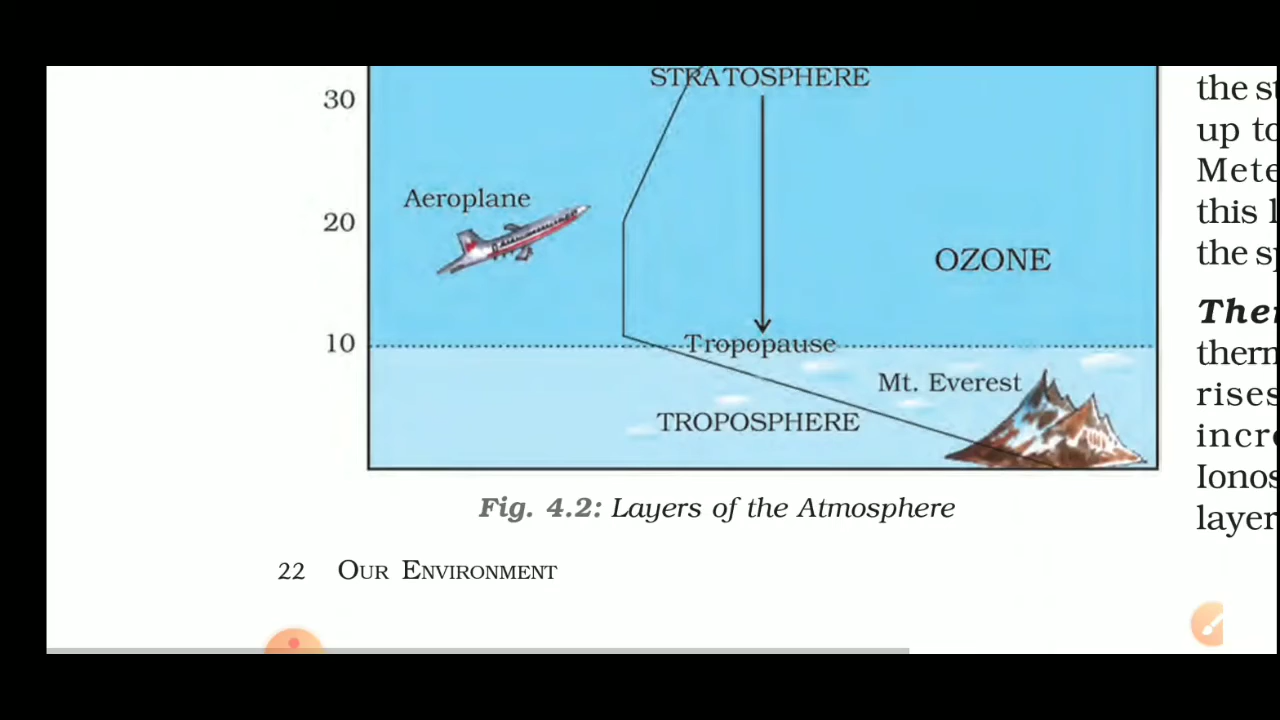 STRATOSPHERE
30
Aeroplane
20
OZONE
10
Tropopause
Mt. Everest
TROPOSPHERE
Fig. 4.2: Layers of the Atmosphere
22 OUR ENVIRONMENT
the st
up to
Mete
this l
the sp
Ther
therm
rises
incre
Ionos
layer